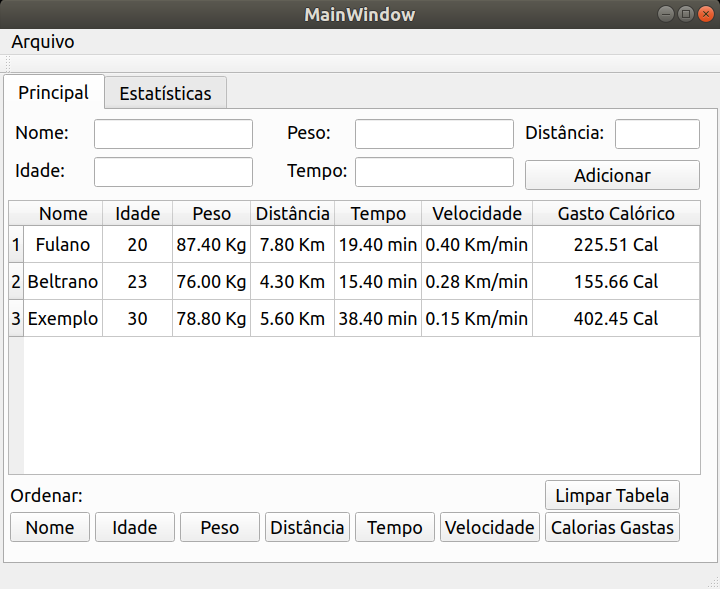 MainWindow
Arquivo
Principal Estatísticas
Nome: Peso: Distância:
Idade: Tempo: Adicionar
Nome Idade Peso Distância Tempo Velocidade Gasto Calórico
1 Fulano 20 87.40 Kg 7.80 Km 19.40 min 0.40 Km/min 225.51 Cal
2 Beltrano 23 76.00 Kg 4.30 Km 15.40 min 0.28 Km/min 155.66 Cal
3 Exemplo 30 78.80 Kg 5.60 Km 38.40 min 0.15 Km/min 402.45 Cal
Ordenar: Limpar Tabela
Nome Idade Peso Distância Tempo Velocidade Calorias Gastas